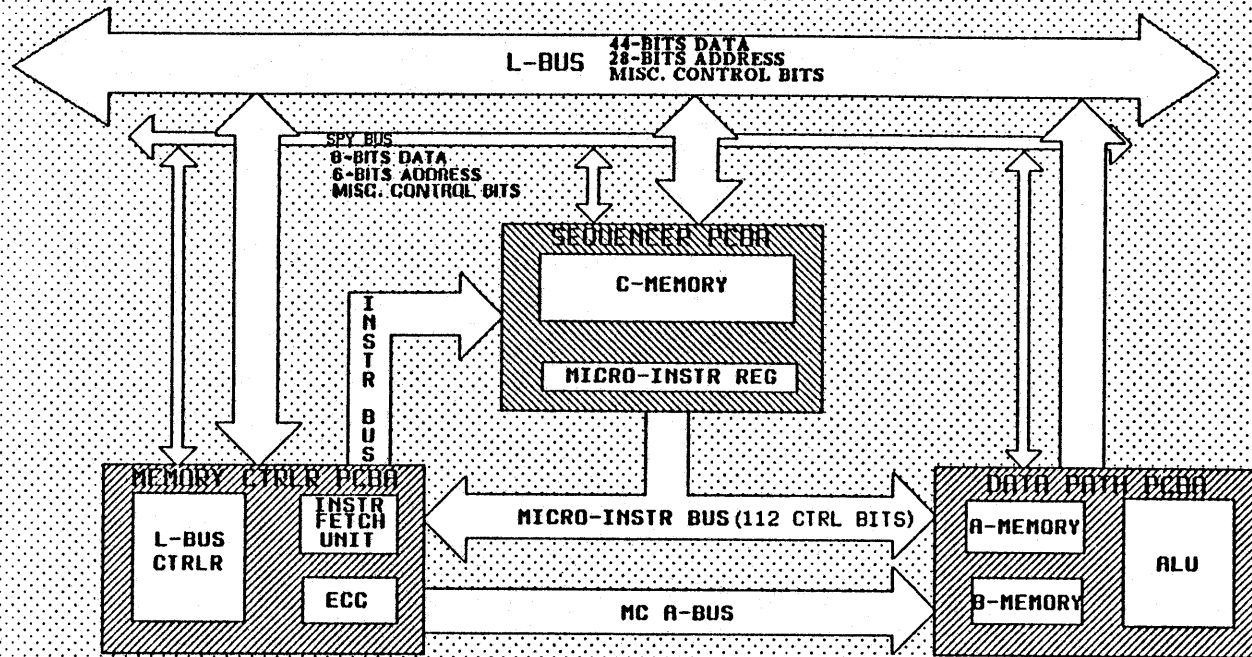 L-BUS
44-BITS DATA
28-BITS ADDRESS
MISC. CONTROL BITS
SPY BUS
8-BITS DATA
6-BITS ADDRESS
MISC. CONTROL BITS
SEQUENCER PCBA
C-MEMORY
MICRO-INSTR REG
INSTR BUS
MEMORY CTRLR PCBA
L-BUS
CTRLR
INSTR
FETCH
UNIT
ECC
MICRO-INSTR BUS (112 CTRL BITS)
MC A-BUS
DATA PATH PCBA
A-MEMORY
B-MEMORY
ALU